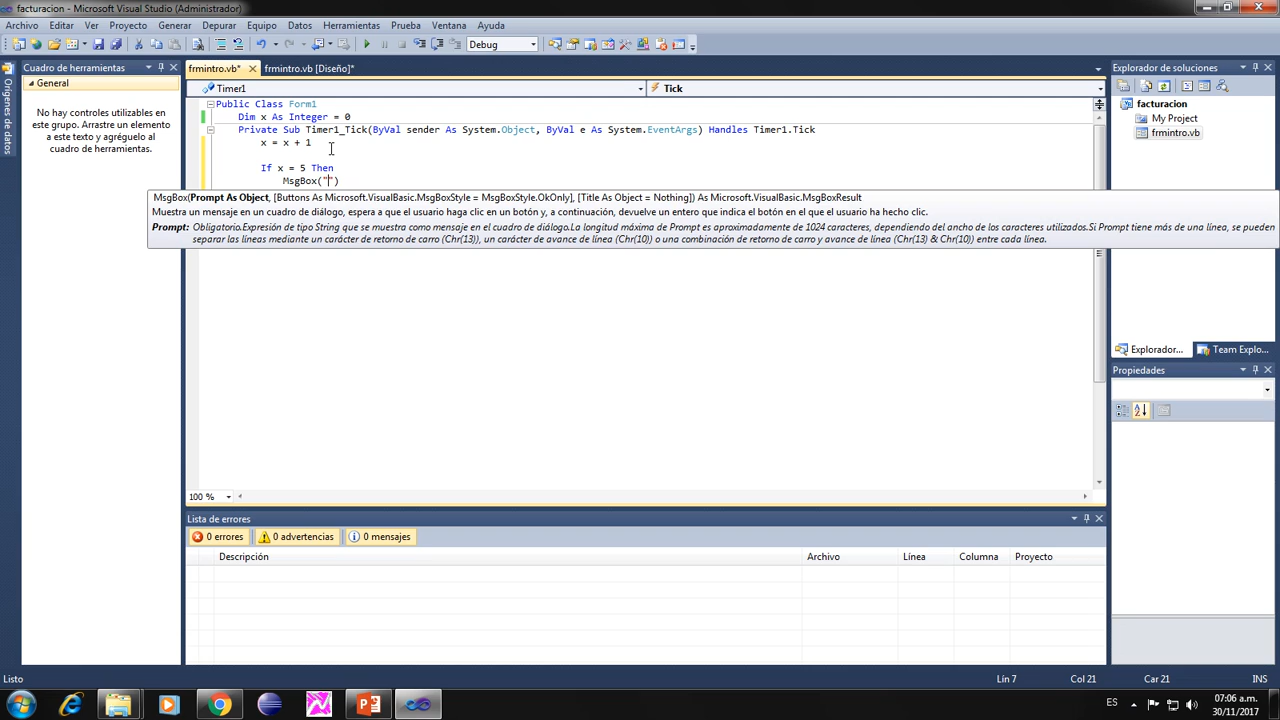 facturacion - Microsoft Visual Studio (Administrador)
Archivo Editar Ver Proyecto Generar Depurar Equipo Datos Herramientas Prueba Ventana Ayuda
Debug
Cuadro de herramientas
General
No hay controles utilizables en este grupo. Arrastre un elemento a este texto y agréguelo al cuadro de herramientas.
Orígenes de datos
frmintro.vb* frmintro.vb [Diseño]*
Timer1 Tick
Public Class Form1
Dim x As Integer = 0
Private Sub Timer1_Tick(ByVal sender As System.Object, ByVal e As System.EventArgs) Handles Timer1.Tick
x = x + 1
If x = 5 Then
MsgBox("")
MsgBox(Prompt As Object, [Buttons As Microsoft.VisualBasic.MsgBoxStyle = MsgBoxStyle.OkOnly], [Title As Object = Nothing]) As Microsoft.VisualBasic.MsgBoxResult
Muestra un mensaje en un cuadro de diálogo, espera a que el usuario haga clic en un botón y, a continuación, devuelve un entero que indica el botón en el que el usuario ha hecho clic.
Prompt: Obligatorio.Expresión de tipo String que se muestra como mensaje en el cuadro de diálogo.La longitud máxima de Prompt es aproximadamente de 1024 caracteres, dependiendo del ancho de los caracteres utilizados.Si Prompt tiene más de una línea, se pueden
separar las líneas mediante un carácter de retorno de carro (Chr(13)), un carácter de avance de línea (Chr(10)) o una combinación de retorno de carro y avance de línea (Chr(13) & Chr(10)) entre cada línea.
100 %
Explorador de soluciones
facturacion
My Project
frmintro.vb
Explorador... Team Explo...
Propiedades
Lista de errores
0 errores 0 advertencias 0 mensajes
Descripción Archivo Línea Columna Proyecto
Listo Lín 7 Col 21 Car 21 INS
ES 07:06 a.m.
30/11/2017